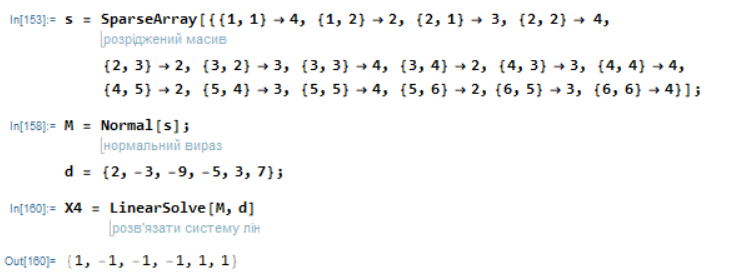 In[153]:= s = SparseArray[{{1, 1} → 4, {1, 2} → 2, {2, 1} → 3, {2, 2} → 4,
розріджений масив
{2, 3} → 2, {3, 2} → 3, {3, 3} → 4, {3, 4} → 2, {4, 3} → 3, {4, 4} → 4,
{4, 5} → 2, {5, 4} → 3, {5, 5} → 4, {5, 6} → 2, {6, 5} → 3, {6, 6} → 4}];
In[158]:= M = Normal[s];
нормальний вираз
d = {2, -3, -9, -5, 3, 7};
In[160]:= X4 = LinearSolve[M, d]
розв'язати систему лін
Out[160]= {1, -1, -1, -1, 1, 1}